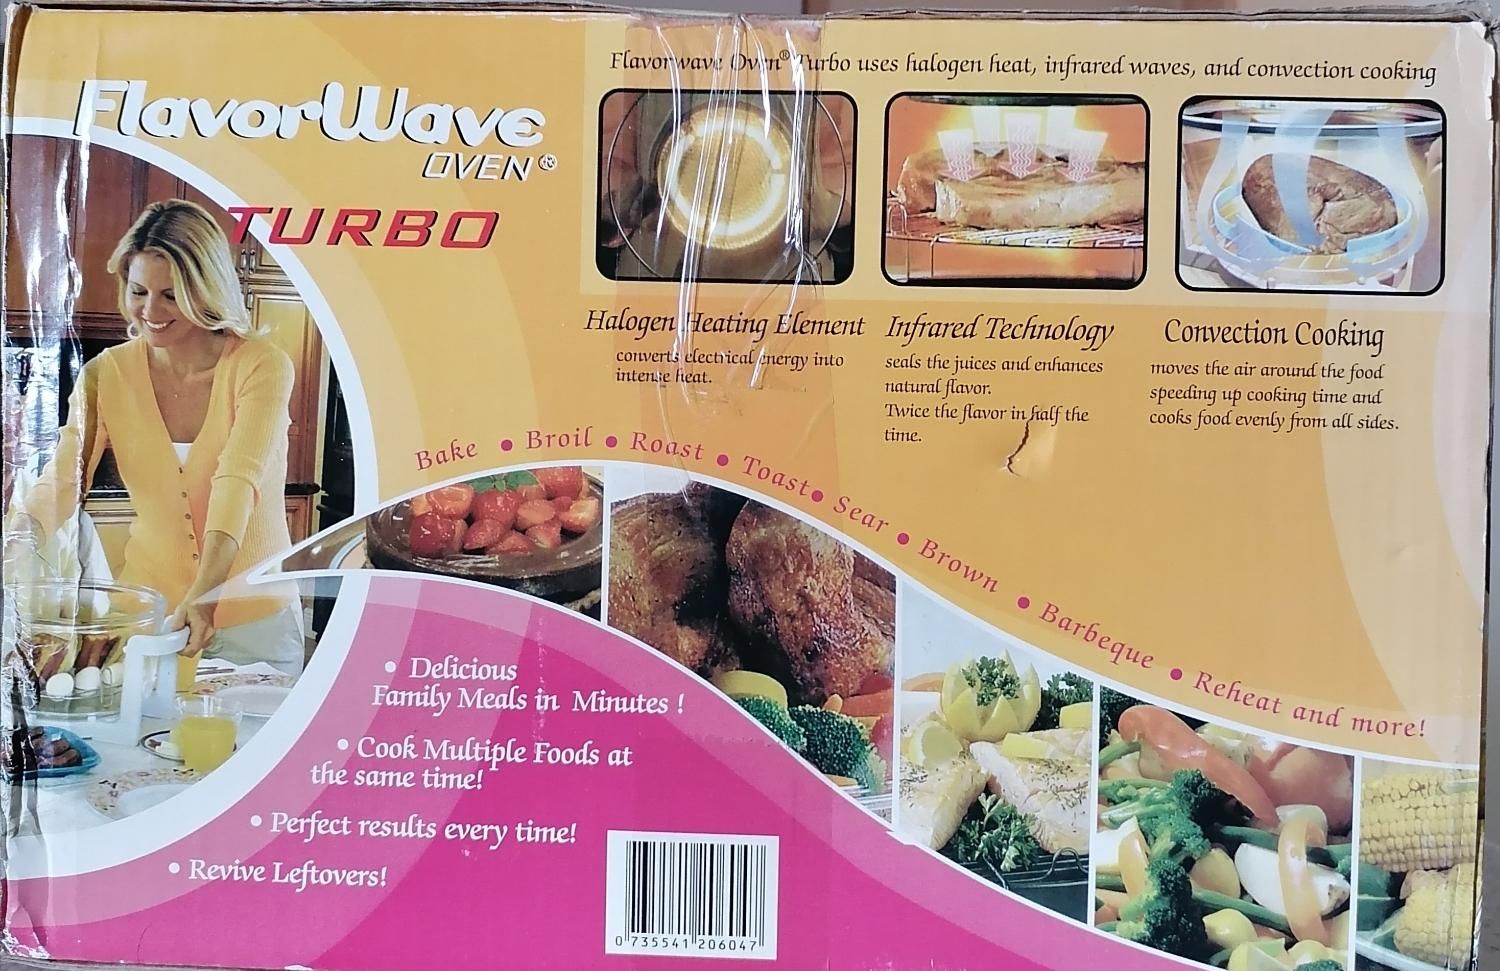 FlavorWave
OVEN®
TURBO
Flavorwave Oven® Turbo uses halogen heat, infrared waves, and convection cooking
Halogen Heating Element
converts electrical energy into
intense heat.
Infrared Technology
seals the juices and enhances
natural flavor.
Twice the flavor in half the
time.
Convection Cooking
moves the air around the food
speeding up cooking time and
cooks food evenly from all sides.
Bake • Broil • Roast • Toast • Sear • Brown • Barbeque • Reheat and more!
• Delicious
Family Meals in Minutes !
• Cook Multiple Foods at
the same time!
• Perfect results every time!
• Revive Leftovers!
0 735541 206047